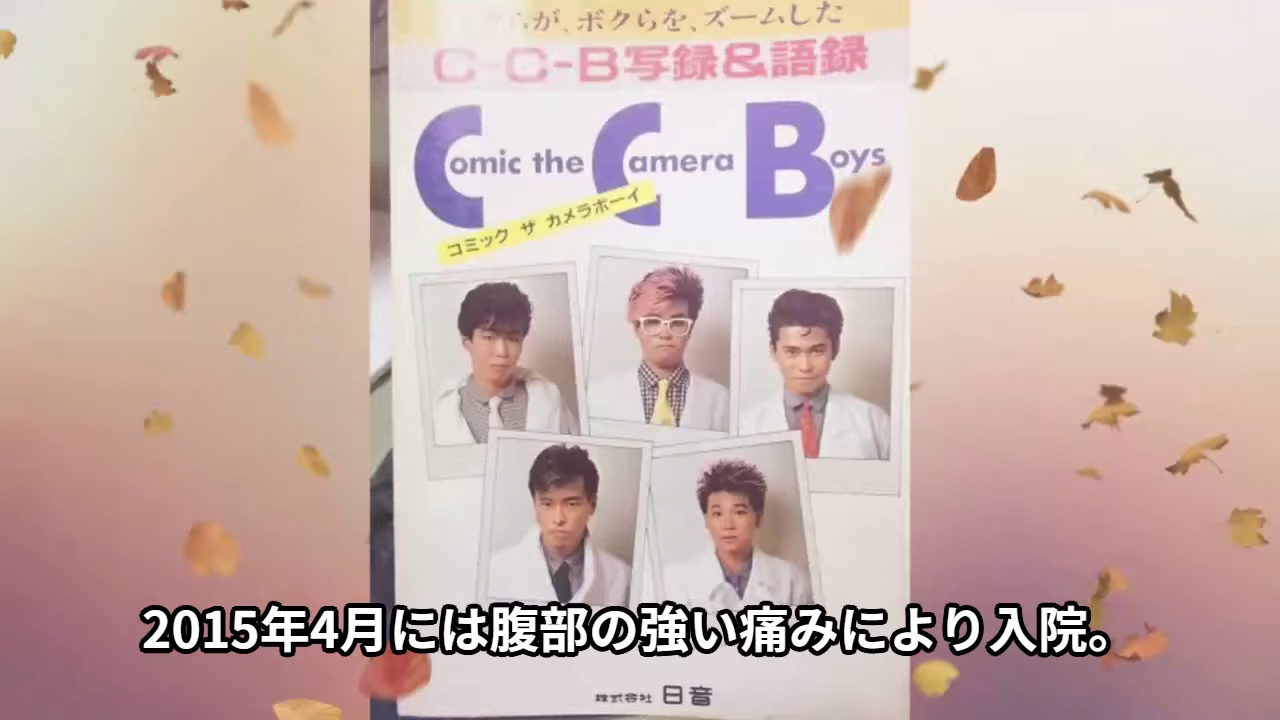 らが、ボクらを、ズームした
C-C-B写録&語録
Comic the Camera Boys
コミック ザ カメラボーイ
2015年4月には腹部の強い痛みにより入院。
株式会社 日音